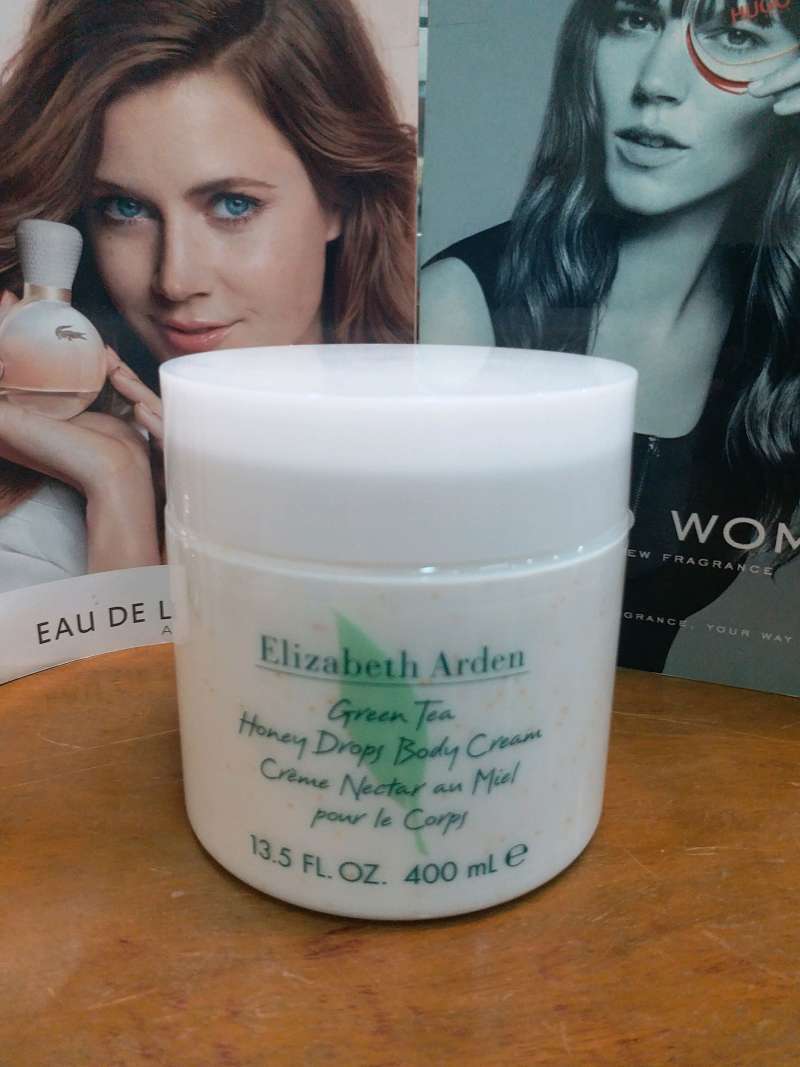 HUGO
WOM
EW FRAGRANCE
GRANCE, YOUR WAY
EAU DE L
A
Elizabeth Arden
Green Tea
Honey Drops Body Cream
Crème Nectar au Miel
pour le Corps
13.5 FL. OZ. 400 mL e